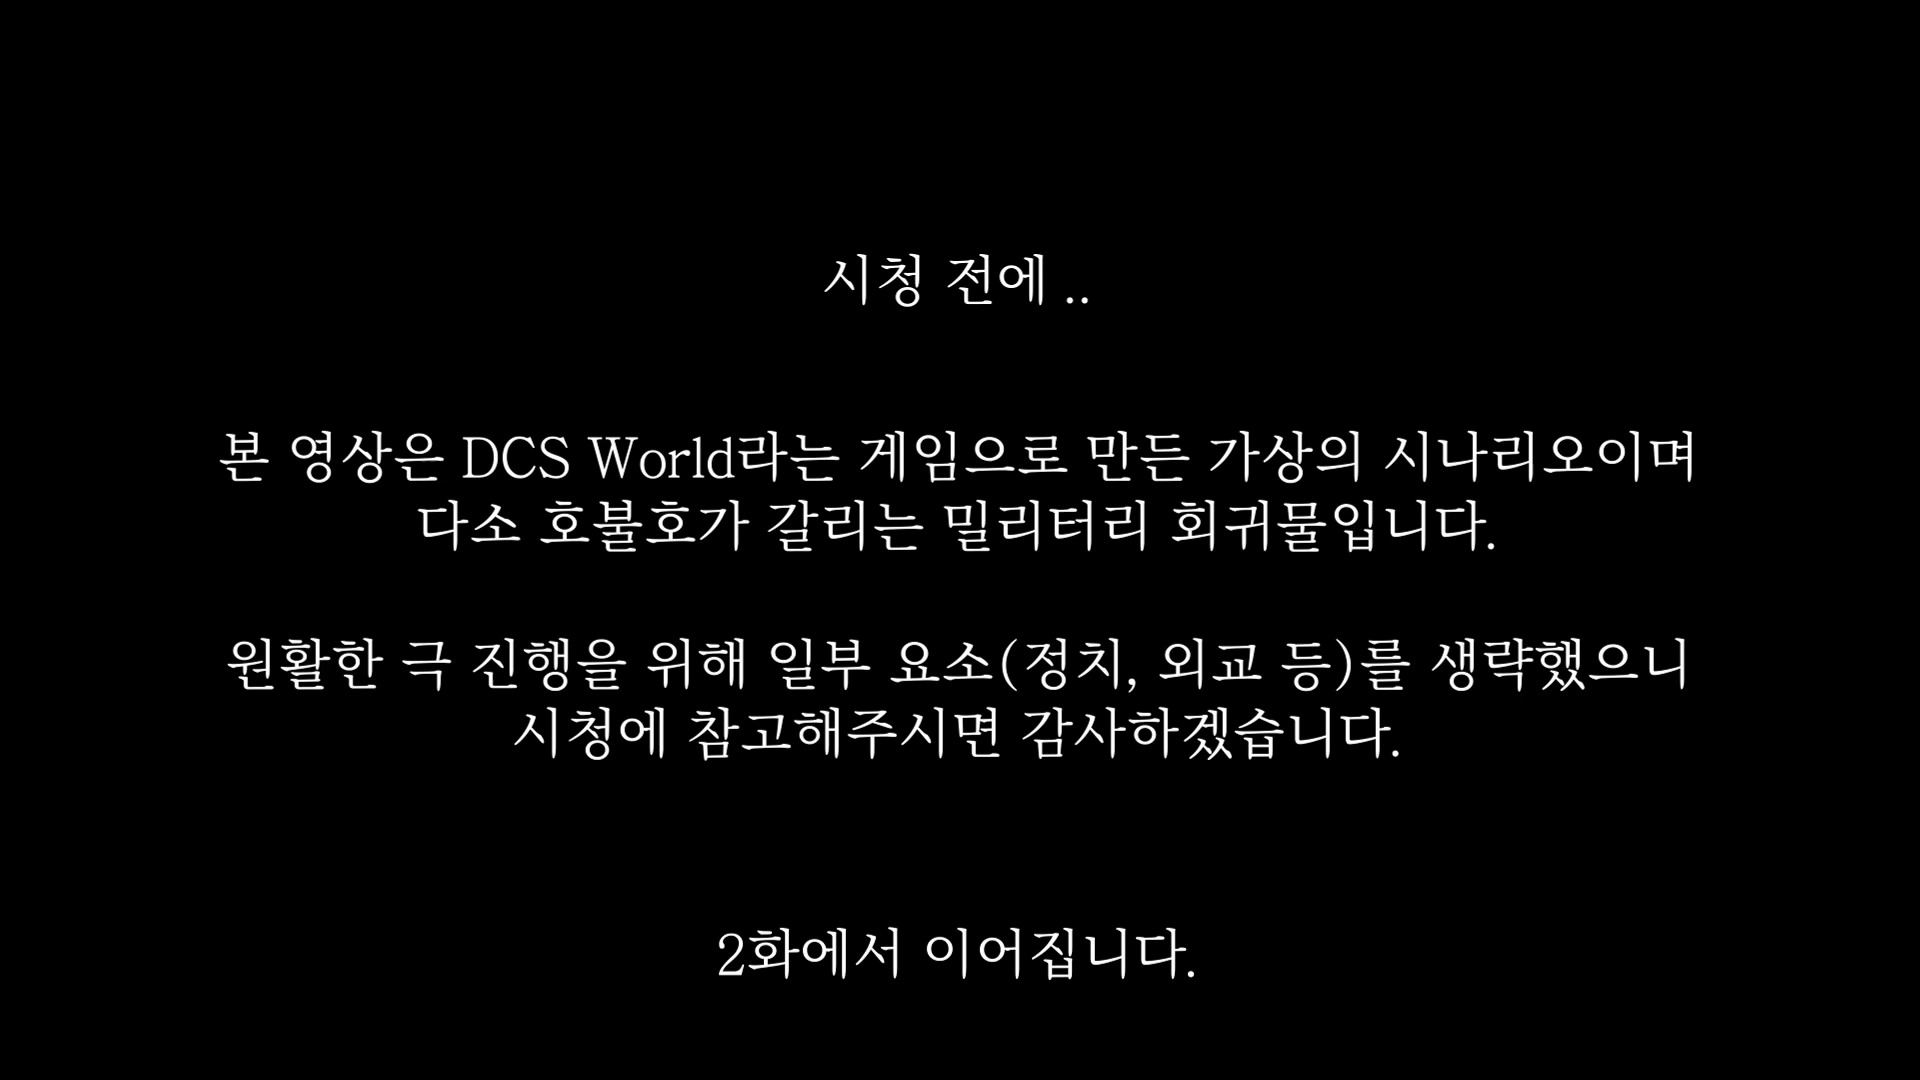 시청 전에 ..
본 영상은 DCS World라는 게임으로 만든 가상의 시나리오이며
다소 호불호가 갈리는 밀리터리 회귀물입니다.
원활한 극 진행을 위해 일부 요소(정치, 외교 등)를 생략했으니
시청에 참고해주시면 감사하겠습니다.
2화에서 이어집니다.